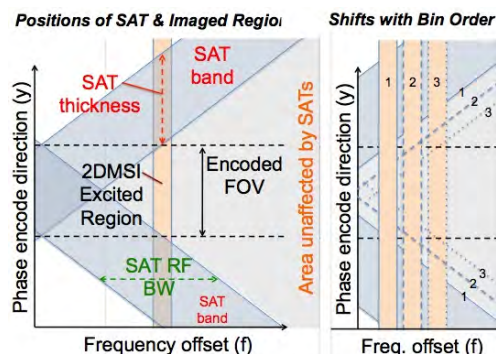 Positions of SAT & Imaged Region
Shifts with Bin Order
Phase encode direction (y)
SAT
thickness
SAT
band
2DMSI
Excited
Region
Encoded
FOV
SAT RF
BW
SAT
band
Area unaffected by SATs
Frequency offset (f)
Phase encode direction (y)
1
2
3
1
2
3
3
2
1
Freq. offset (f)